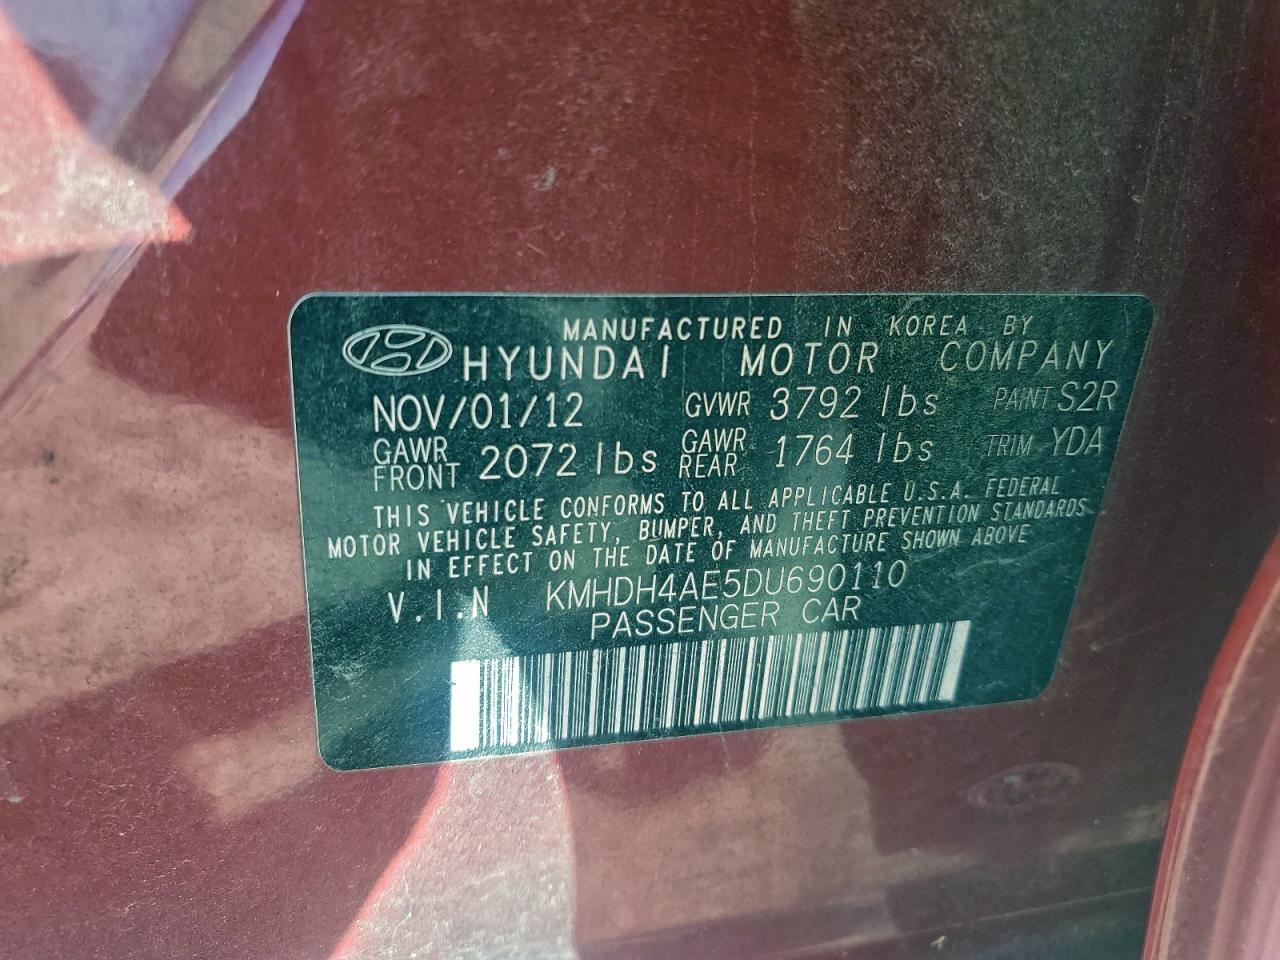 MANUFACTURED IN KOREA BY
HYUNDAI MOTOR COMPANY
NOV/01/12 GVWR 3792 lbs PAINT S2R
GAWR FRONT 2072 lbs GAWR REAR 1764 lbs TRIM YDA
THIS VEHICLE CONFORMS TO ALL APPLICABLE U.S.A. FEDERAL
MOTOR VEHICLE SAFETY, BUMPER, AND THEFT PREVENTION STANDARDS
IN EFFECT ON THE DATE OF MANUFACTURE SHOWN ABOVE
V.I.N KMHDH4AE5DU690110
PASSENGER CAR